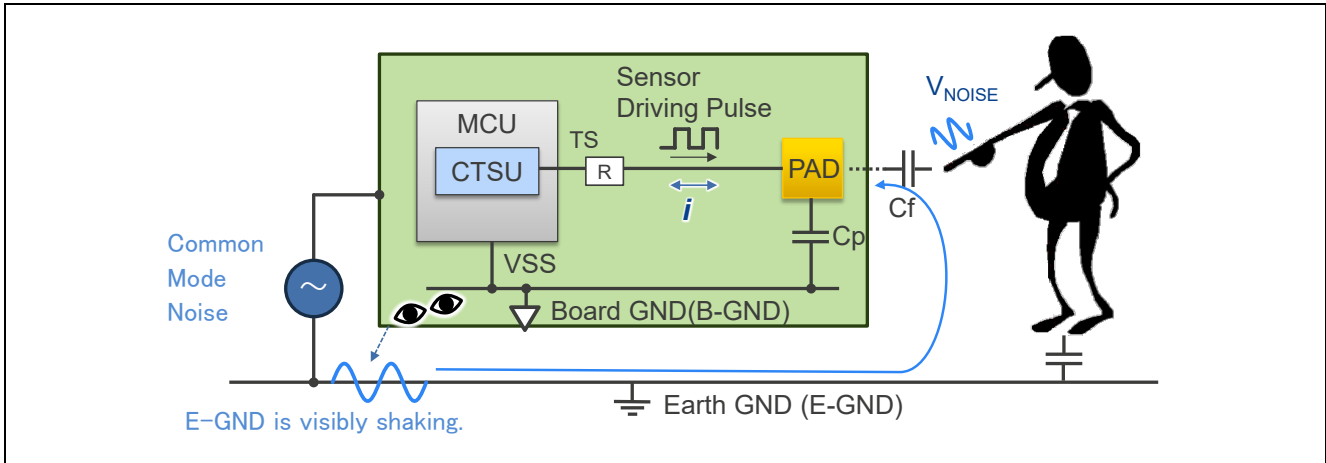 Sensor
Driving Pulse
V_NOISE
MCU
TS
CTSU
R
PAD
i
Cf
Cp
Common
Mode
Noise
VSS
Board GND(B-GND)
Earth GND (E-GND)
E-GND is visibly shaking.